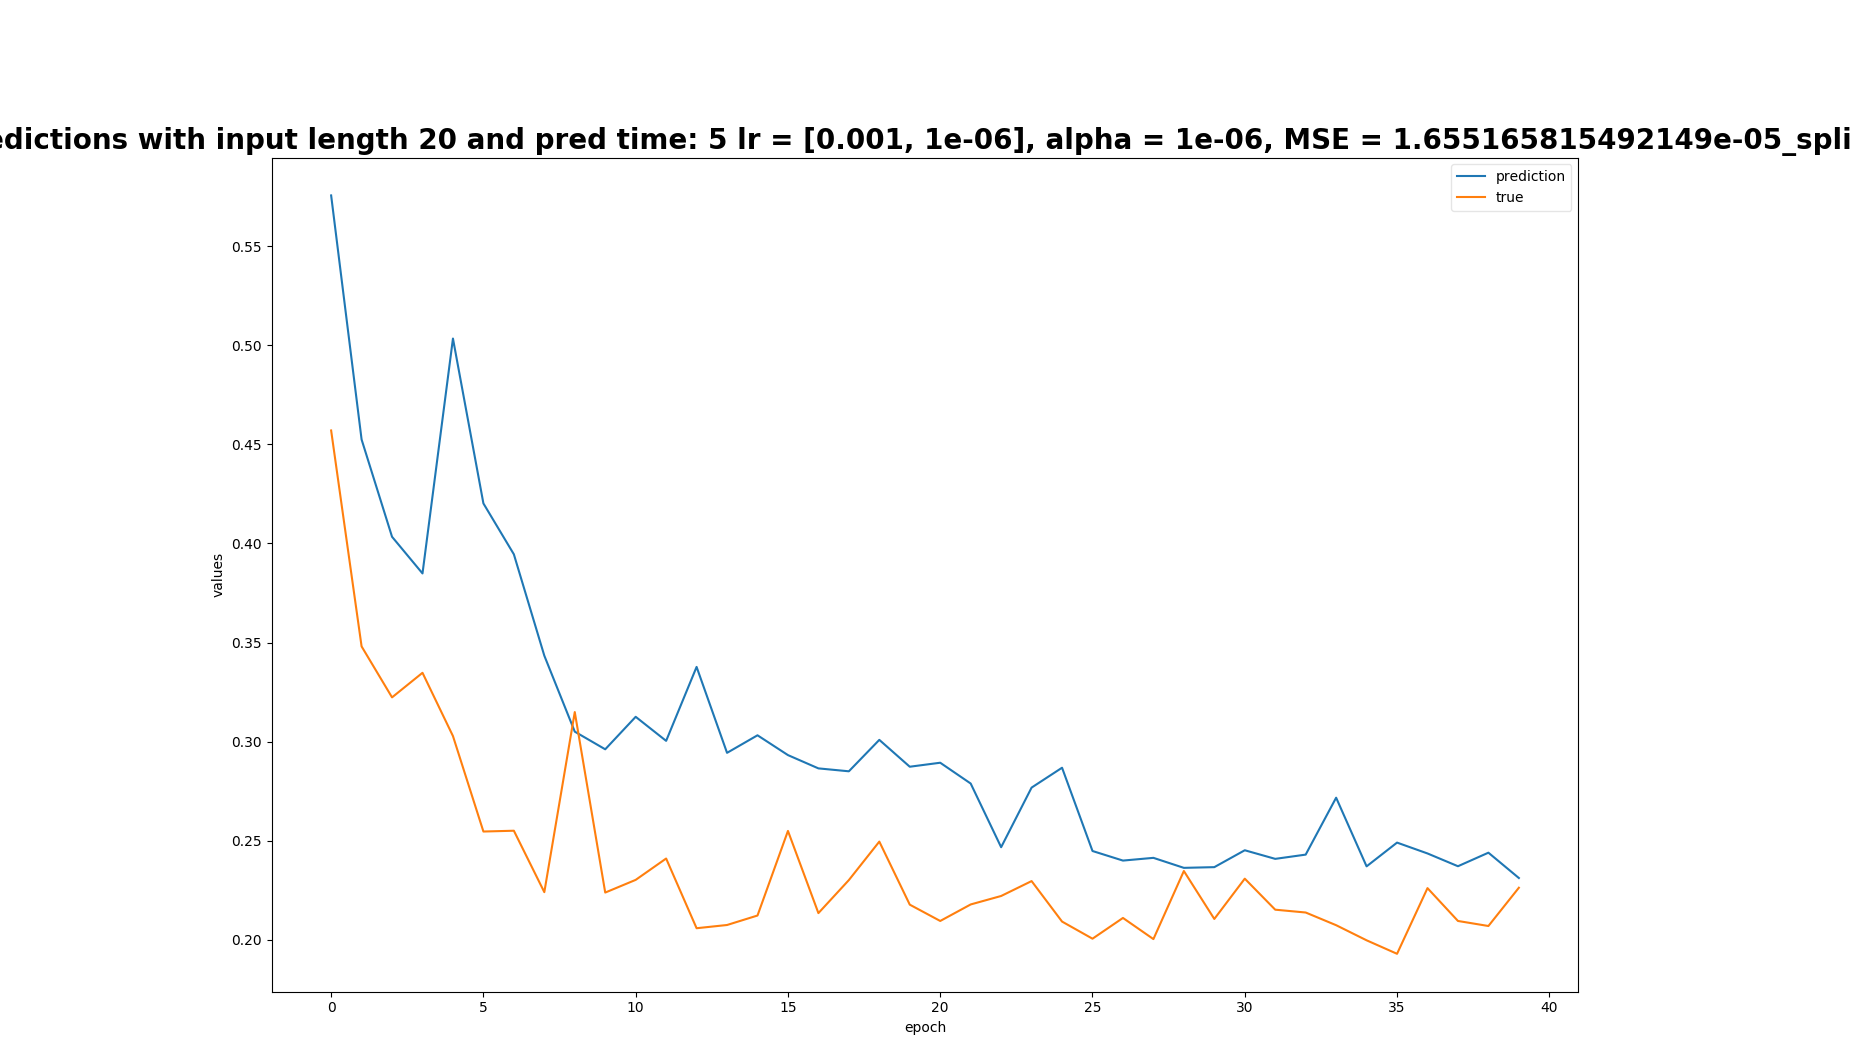 edictions with input length 20 and pred time: 5 lr = [0.001, 1e-06], alpha = 1e-06, MSE = 1.655165815492149e-05_spli
prediction
true
0.55
0.50
0.45
0.40
0.35
0.30
0.25
0.20
values
0 5 10 15 20 25 30 35 40
epoch